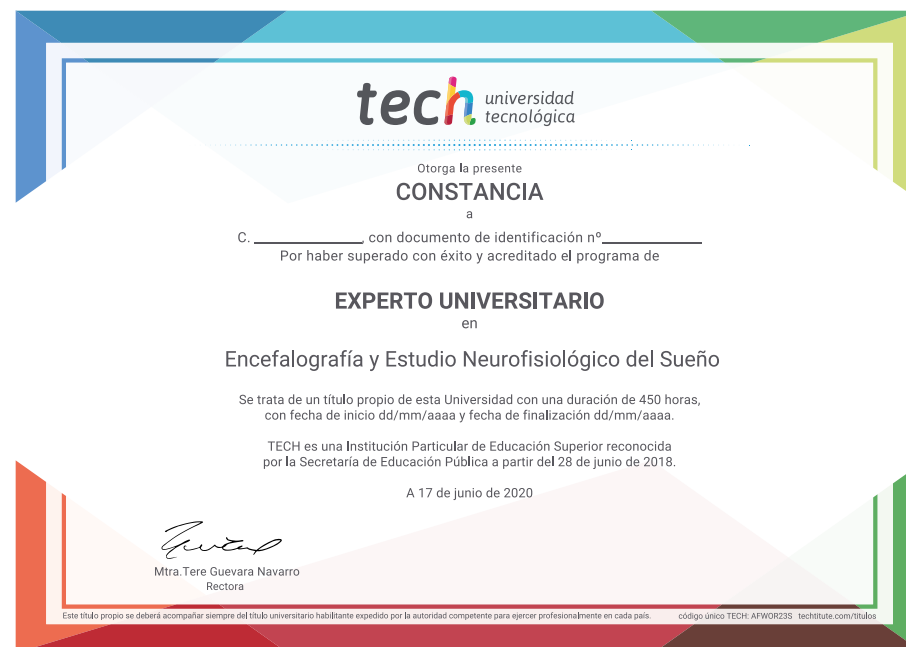 tech universidad
tecnológica
Otorga la presente
CONSTANCIA
a
C. ____________, con documento de identificación nº___________
Por haber superado con éxito y acreditado el programa de
EXPERTO UNIVERSITARIO
en
Encefalografía y Estudio Neurofisiológico del Sueño
Se trata de un título propio de esta Universidad con una duración de 450 horas,
con fecha de inicio dd/mm/aaaa y fecha de finalización dd/mm/aaaa.
TECH es una Institución Particular de Educación Superior reconocida
por la Secretaría de Educación Pública a partir del 28 de junio de 2018.
A 17 de junio de 2020
Mtra.Tere Guevara Navarro
Rectora
Este título propio se deberá acompañar siempre del título universitario habilitante expedido por la autoridad competente para ejercer profesionalmente en cada país. código único TECH: AFWOR23S techtitute.com/titulos